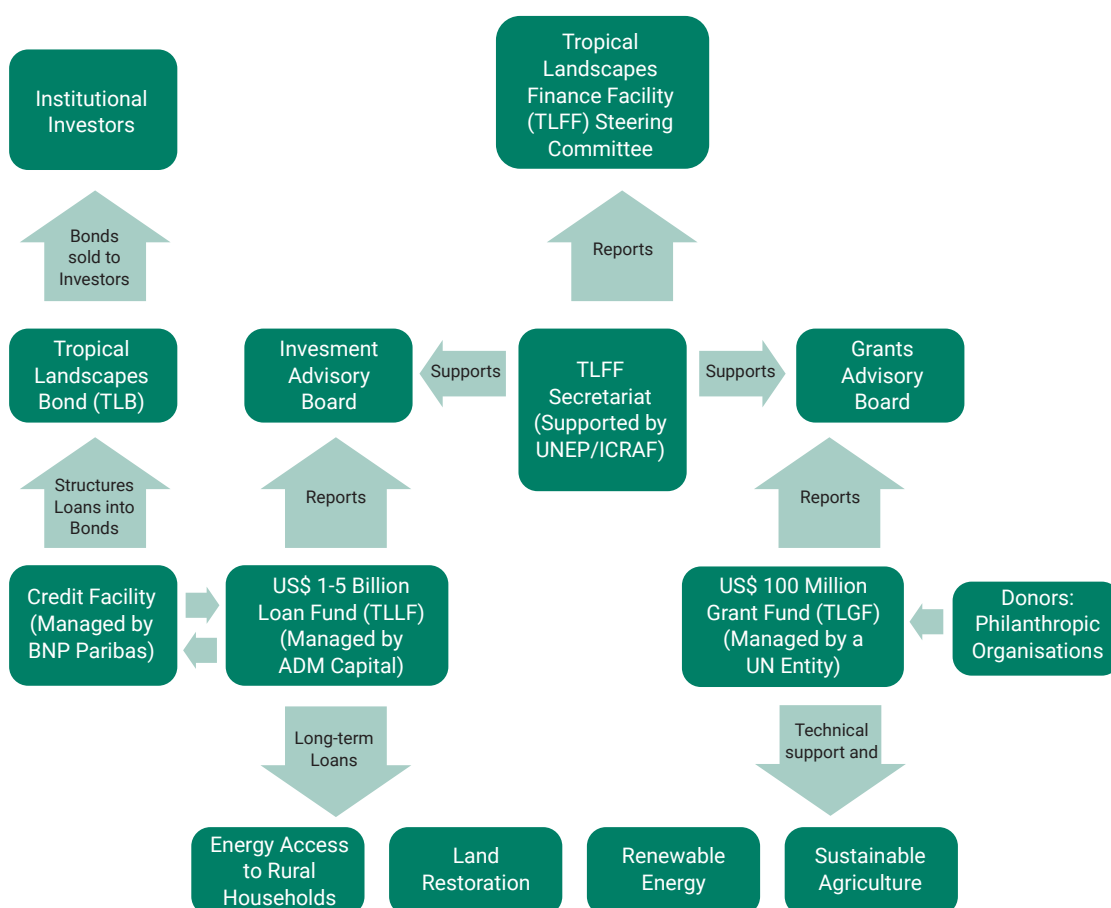 Institutional
Investors
Tropical
Landscapes
Finance Facility
(TLFF) Steering
Committee
Bonds
sold to
Investors
Reports
Tropical
Landscapes
Bond (TLB)
Invesment
Advisory
Board
Supports
TLFF
Secretariat
(Supported by
UNEP/ICRAF)
Supports
Grants
Advisory
Board
Structures
Loans into
Bonds
Reports
Reports
Credit Facility
(Managed by
BNP Paribas)
US$ 1-5 Billion
Loan Fund (TLLF)
(Managed by
ADM Capital)
US$ 100 Million
Grant Fund (TLGF)
(Managed by a
UN Entity)
Donors:
Philanthropic
Organisations
Long-term
Loans
Technical
support and
Energy Access
to Rural
Households
Land
Restoration
Renewable
Energy
Sustainable
Agriculture